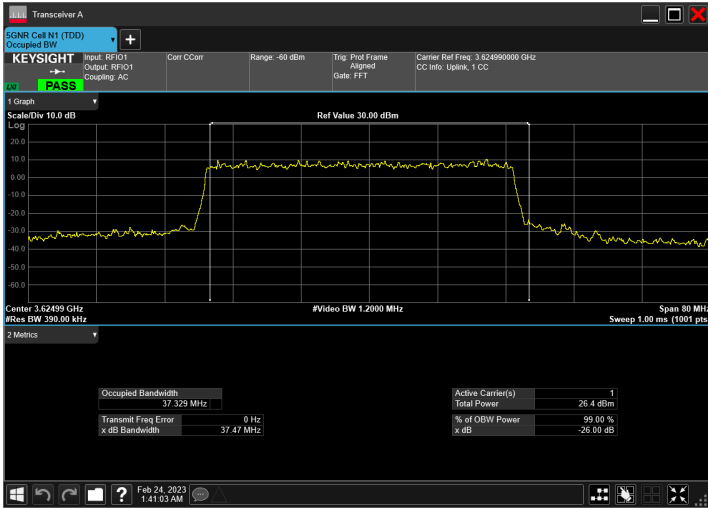 Transceiver A
5GNR Cell N1 (TDD)
Occupied BW
KEYSIGHT
LXI PASS
Input: RFIO1
Output: RFIO1
Coupling: AC
Corr CCorr
Range: -60 dBm
Trig: Prot Frame
Aligned
Gate: FFT
Carrier Ref Freq: 3.624990000 GHz
CC Info: Uplink, 1 CC
1 Graph
Scale/Div 10.0 dB
Ref Value 30.00 dBm
Log
20.0
10.0
0.00
-10.0
-20.0
-30.0
-40.0
-50.0
-60.0
Center 3.62499 GHz
#Video BW 1.2000 MHz
Span 80 MHz
#Res BW 390.00 kHz
Sweep 1.00 ms (1001 pts
2 Metrics
Occupied Bandwidth
37.329 MHz
Transmit Freq Error 0 Hz
x dB Bandwidth 37.47 MHz
Active Carrier(s) 1
Total Power 26.4 dBm
% of OBW Power 99.00 %
x dB -26.00 dB
Feb 24, 2023
1:41:03 AM